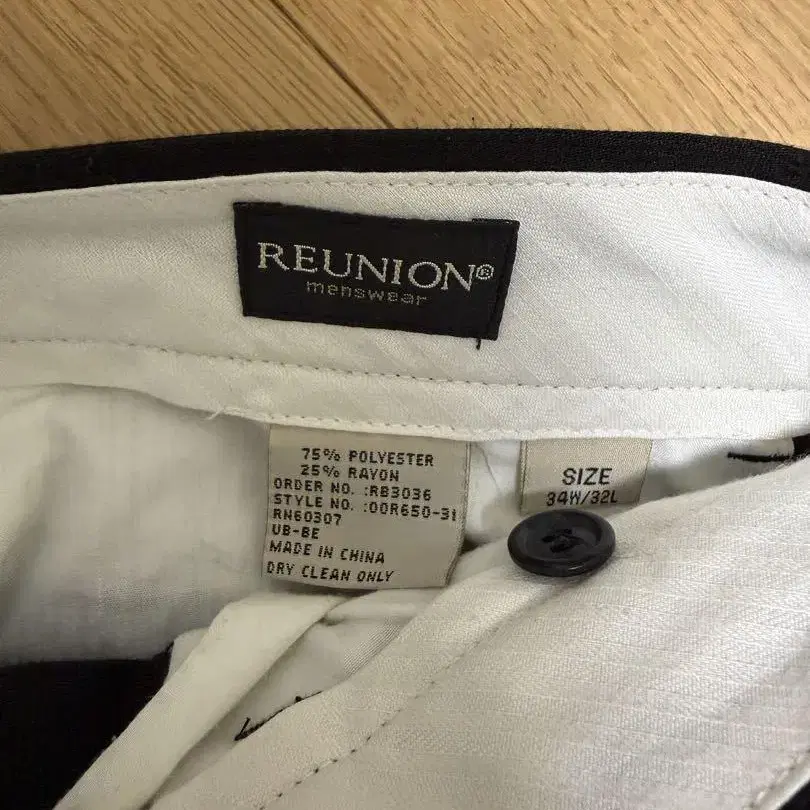 REUNION®
menswear
75% POLYESTER
25% RAYON
ORDER NO. :RB3036
STYLE NO. :00R650-31
RN60307
UB-BE
MADE IN CHINA
DRY CLEAN ONLY
SIZE
34W/32L